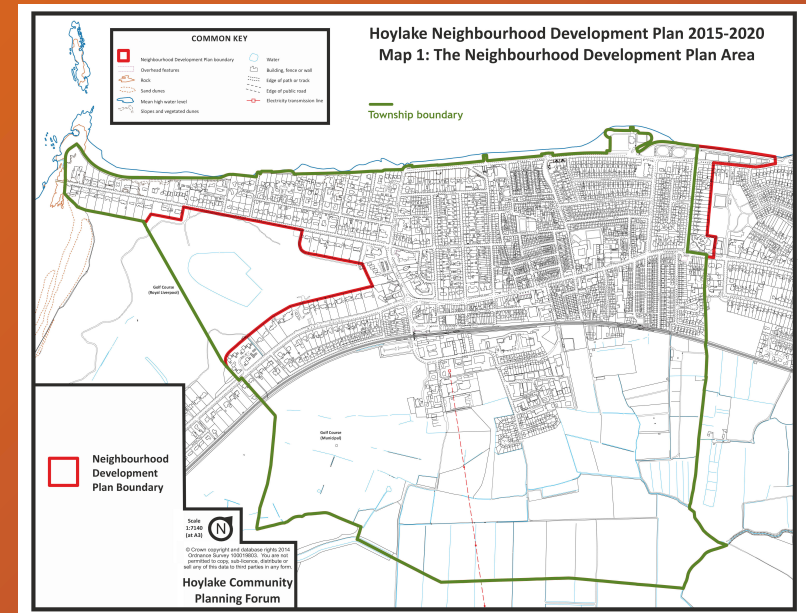 Hoylake Neighbourhood Development Plan 2015-2020
Map 1: The Neighbourhood Development Plan Area
COMMON KEY
Neighbourhood Development Plan boundary
Overhead features
Rock
Sand dunes
Mean high water level
Slopes and vegetated dunes
Water
Building, fence or wall
Edge of path or track
Edge of public road
Electricity transmission line
Township boundary
Golf Course
(Royal Liverpool)
Golf Course
(Municipal)
Neighbourhood
Development
Plan Boundary
Scale
1:7140
(at A3)
N
© Crown copyright and database rights 2014
Ordnance Survey 100019803. You are not
permitted to copy, sub-licence, distribute or
sell any of this data to third parties in any form.
Hoylake Community
Planning Forum